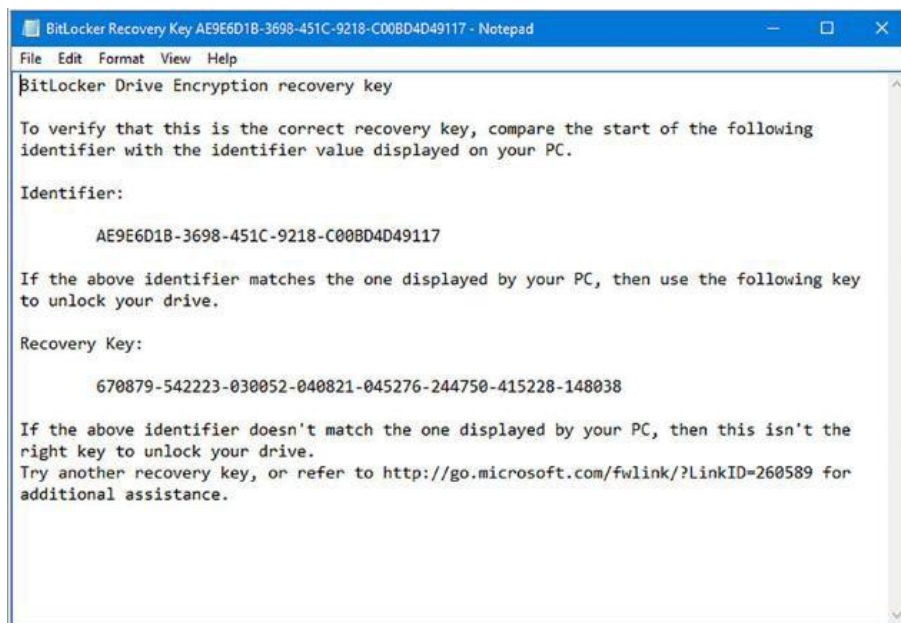 BitLocker Recovery Key AE9E6D1B-3698-451C-9218-C00BD4D49117 - Notepad
File Edit Format View Help
BitLocker Drive Encryption recovery key
To verify that this is the correct recovery key, compare the start of the following
identifier with the identifier value displayed on your PC.
Identifier:
AE9E6D1B-3698-451C-9218-C00BD4D49117
If the above identifier matches the one displayed by your PC, then use the following key
to unlock your drive.
Recovery Key:
670879-542223-030052-040821-045276-244750-415228-148038
If the above identifier doesn't match the one displayed by your PC, then this isn't the
right key to unlock your drive.
Try another recovery key, or refer to http://go.microsoft.com/fwlink/?LinkID=260589 for
additional assistance.